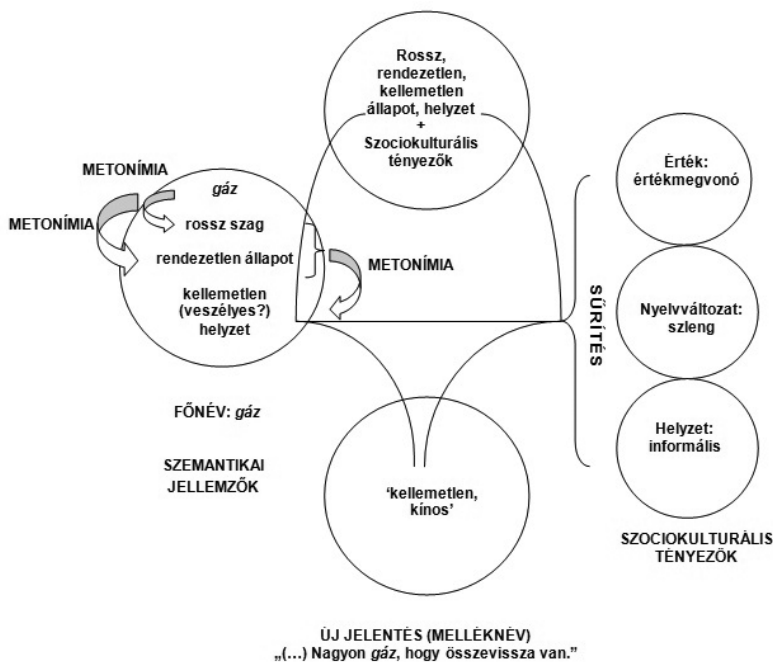 Rossz,
rendezetlen,
kellemetlen
állapot, helyzet
+
Szociokulturális
tényezők
METONÍMIA
METONÍMIA
gáz
rossz szag
rendezetlen állapot
kellemetlen
(veszélyes?)
helyzet
METONÍMIA
FŐNÉV: gáz
SZEMANTIKAI
JELLEMZŐK
'kellemetlen,
kínos'
SŰRÍTÉS
Érték:
értékmegvonó
Nyelvváltozat:
szleng
Helyzet:
informális
SZOCIOKULTURÁLIS
TÉNYEZŐK
ÚJ JELENTÉS (MELLÉKNÉV)
„(…) Nagyon gáz, hogy összevissza van.”